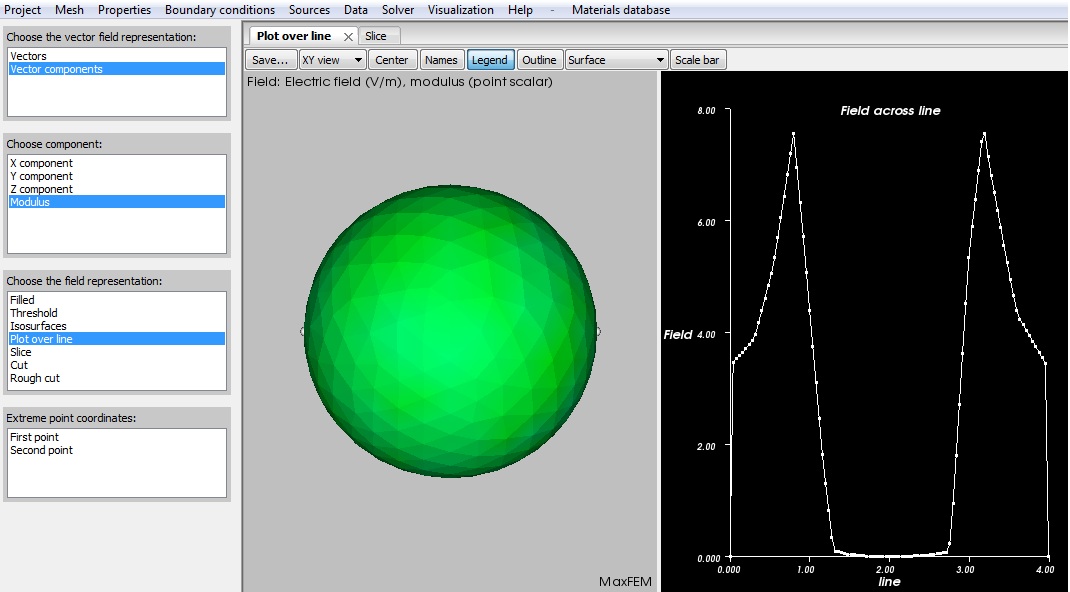 Project Mesh Properties Boundary conditions Sources Data Solver Visualization Help - Materials database
Choose the vector field representation:
Vectors
Vector components
Choose component:
X component
Y component
Z component
Modulus
Choose the field representation:
Filled
Threshold
Isosurfaces
Plot over line
Slice
Cut
Rough cut
Extreme point coordinates:
First point
Second point
Plot over line Slice
Save... XY view Center Names Legend Outline Surface Scale bar
Field: Electric field (V/m), modulus (point scalar)
MaxFEM
Field across line
8.00
6.00
Field 4.00
2.00
0.000
0.000 1.00 2.00 3.00 4.00
line